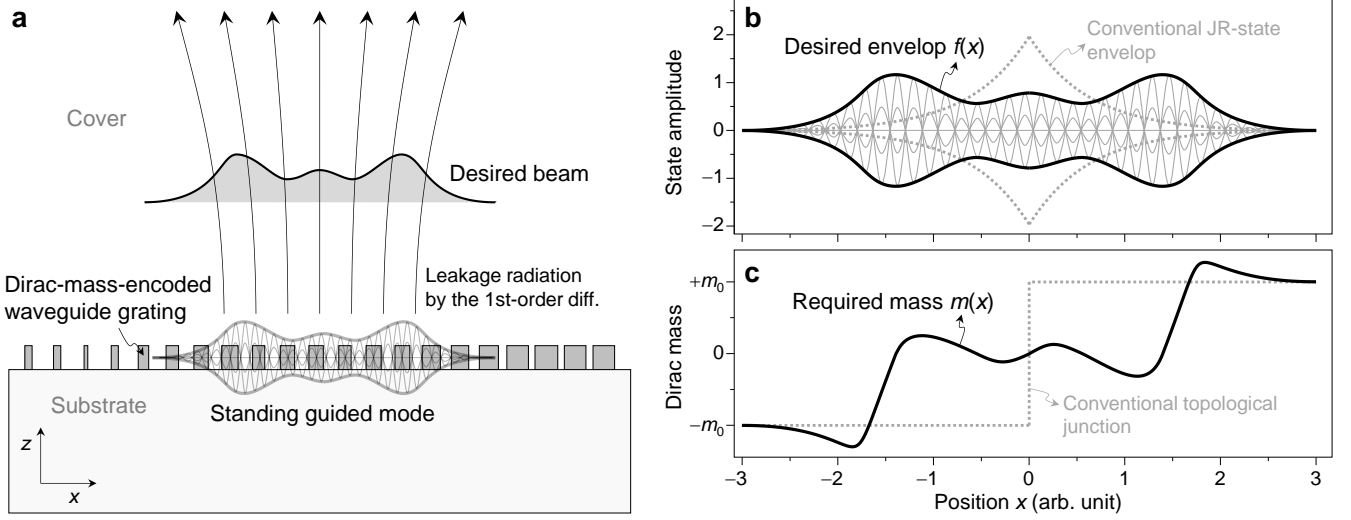 a
Cover
Desired beam
Dirac-mass-encoded
waveguide grating
Leakage radiation
by the 1st-order diff.
Substrate
Standing guided mode
z
x
b
Desired envelop f(x)
Conventional JR-state
envelop
State amplitude
2
1
0
−1
−2
c
Required mass m(x)
Conventional topological
junction
Dirac mass
+m0
0
−m0
−3
−2
−1
0
1
2
3
Position x (arb. unit)